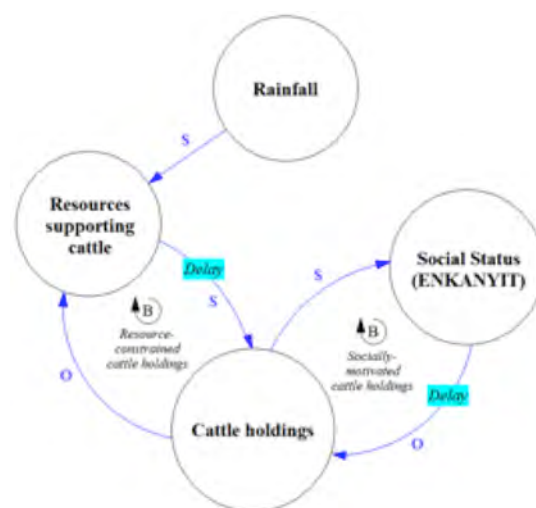 Rainfall
S
Resources
supporting
cattle
Delay
S
Social Status
(ENKANYIT)
S
B
Resource-
constrained
cattle holdings
B
Socially-
motivated
cattle holdings
Delay
O
O
Cattle holdings